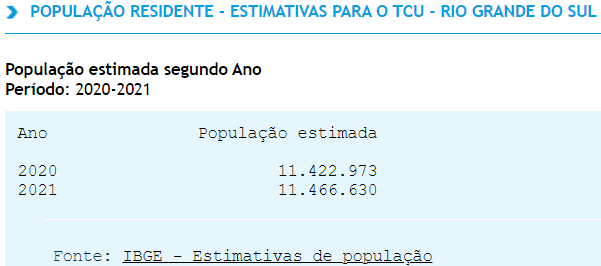 POPULAÇÃO RESIDENTE - ESTIMATIVAS PARA O TCU - RIO GRANDE DO SUL
População estimada segundo Ano
Período: 2020-2021
Ano População estimada
2020 11.422.973
2021 11.466.630
Fonte: IBGE - Estimativas de população